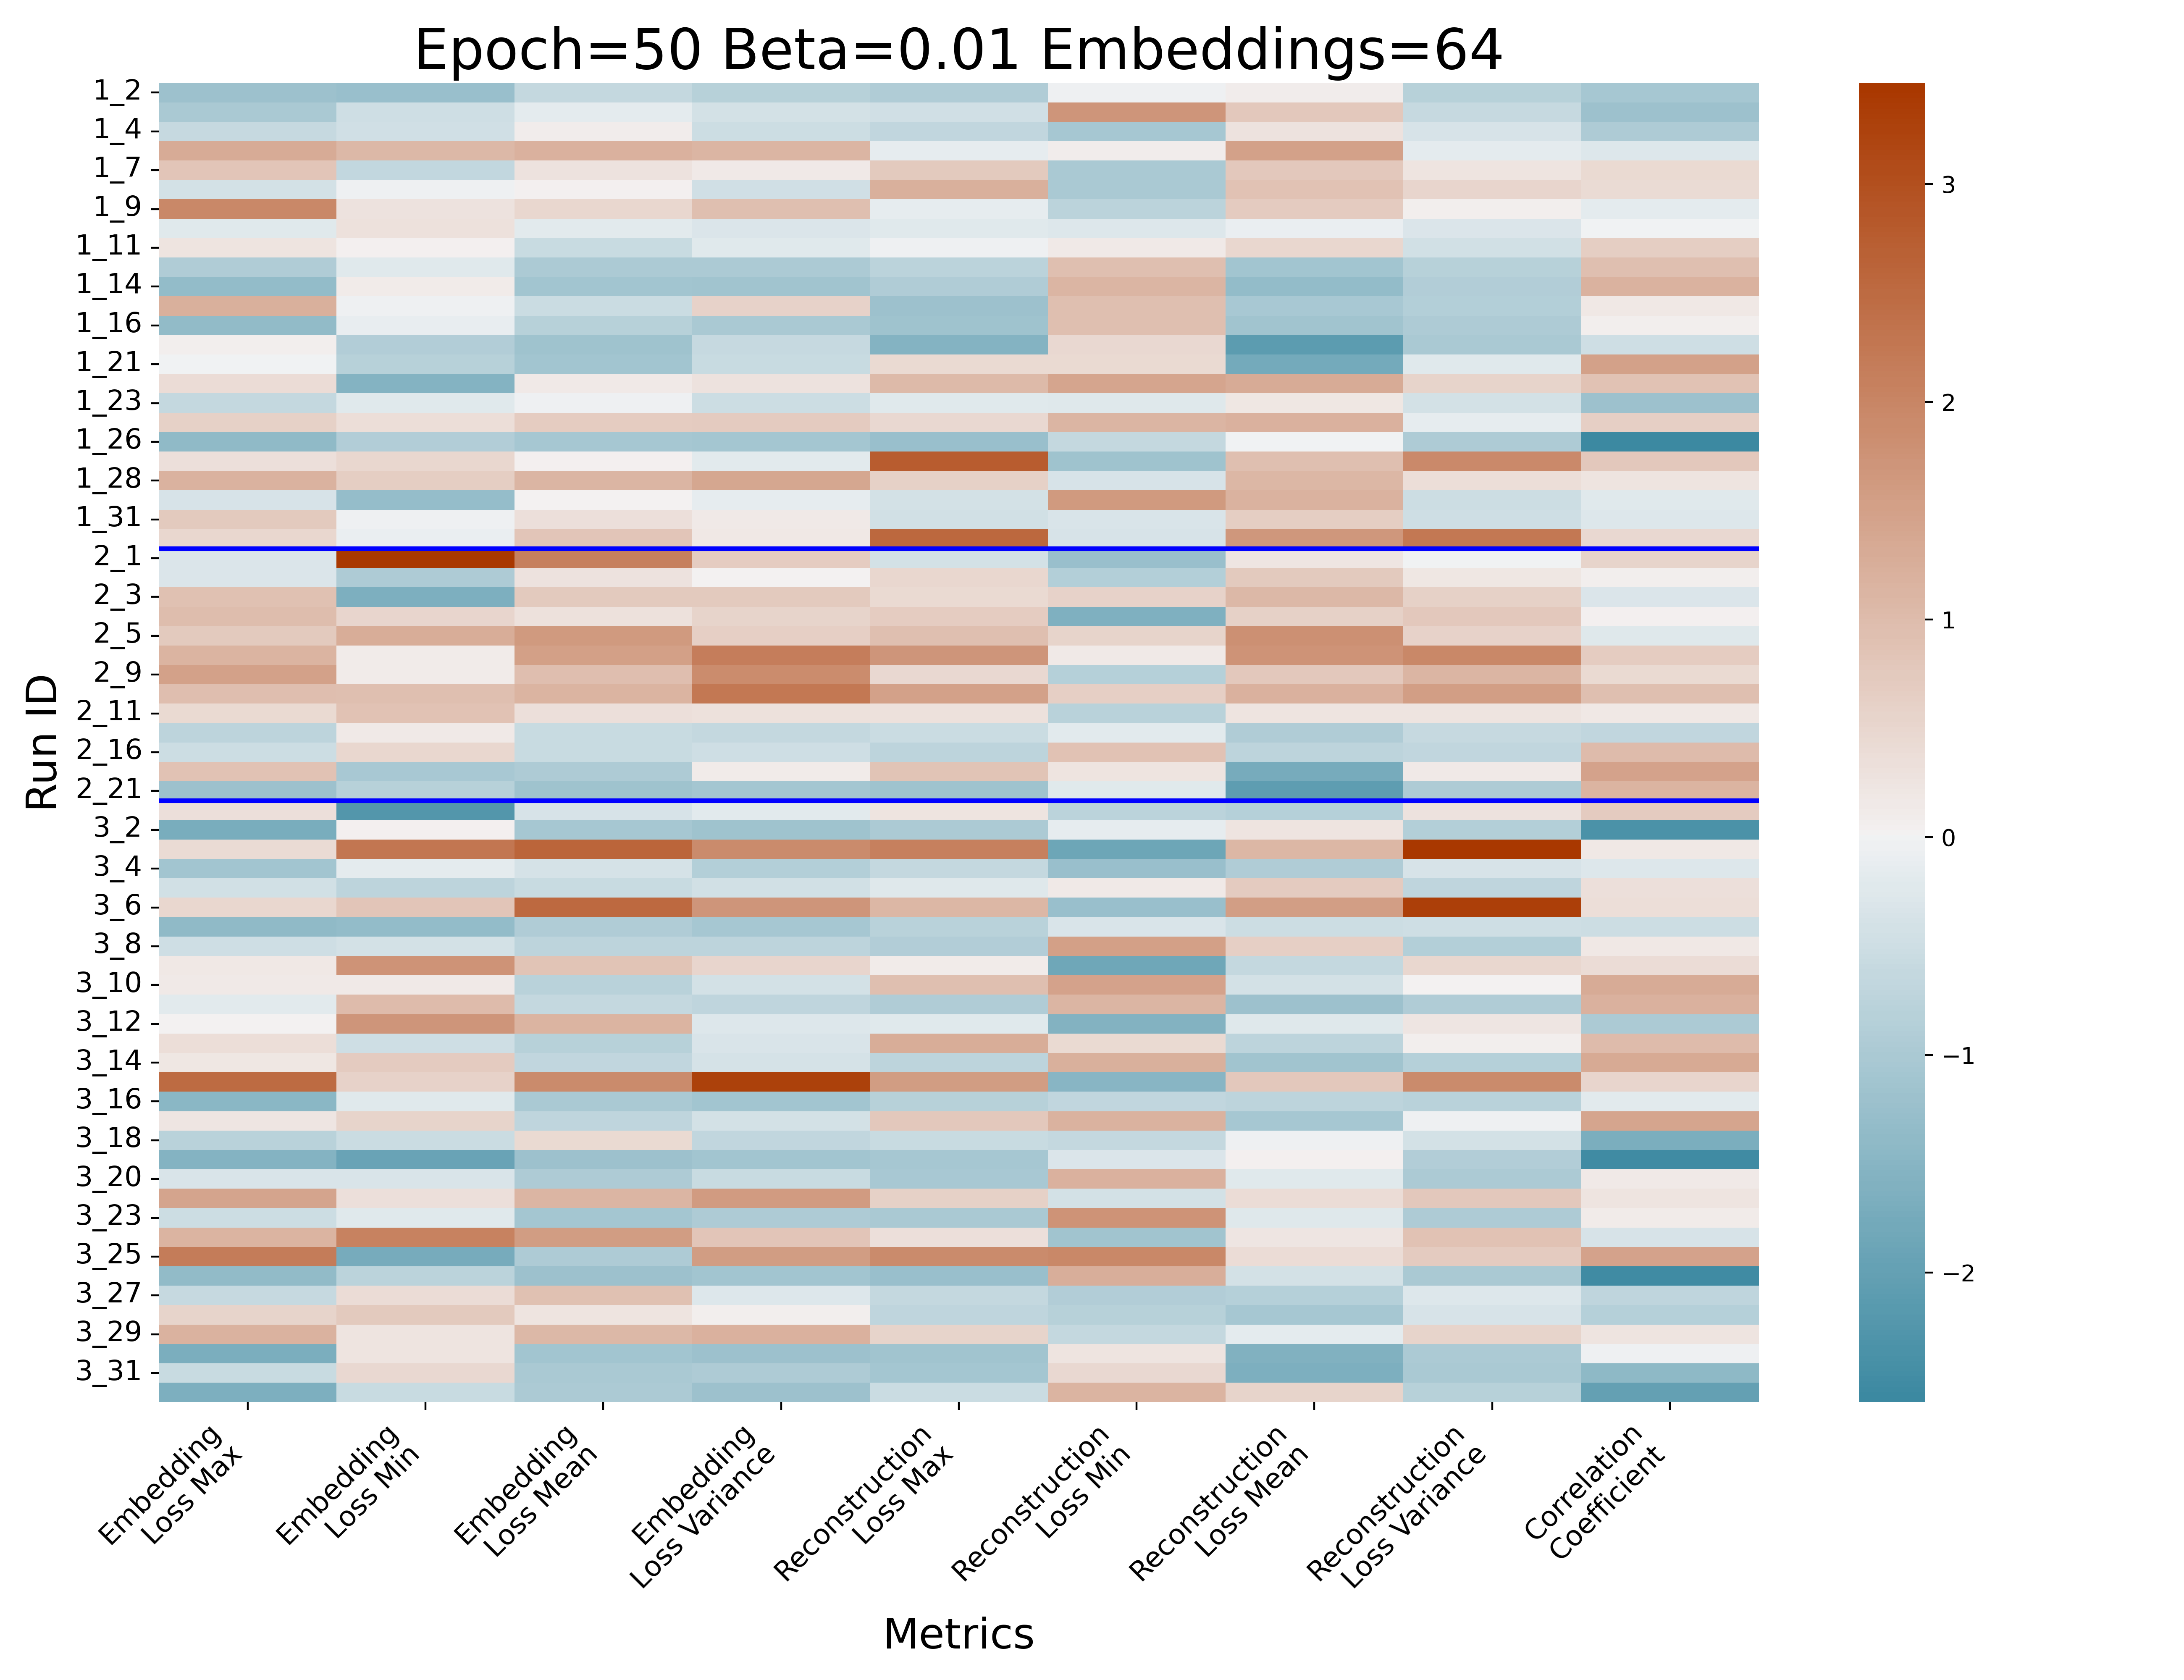 Epoch=50 Beta=0.01 Embeddings=64
1_2
1_4
1_7
1_9
1_11
1_14
1_16
1_21
1_23
1_26
1_28
1_31
2_1
2_3
2_5
2_9
2_11
2_16
2_21
3_2
3_4
3_6
3_8
3_10
3_12
3_14
3_16
3_18
3_20
3_23
3_25
3_27
3_29
3_31
Run ID
Embedding
Loss Max
Embedding
Loss Min
Embedding
Loss Mean
Embedding
Loss Variance
Reconstruction
Loss Max
Reconstruction
Loss Min
Reconstruction
Loss Mean
Reconstruction
Loss Variance
Correlation
Coefficient
Metrics
3
2
1
0
−1
−2